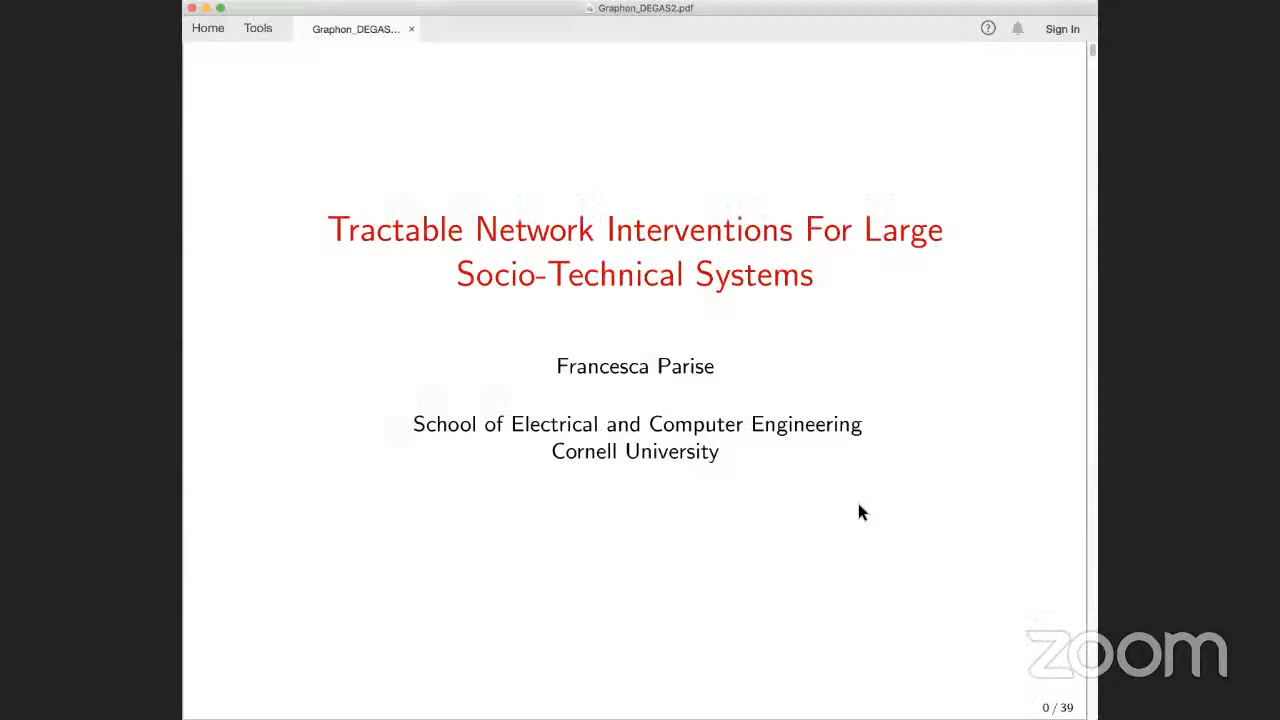 Graphon_DEGAS2.pdf
Home Tools Graphon_DEGAS... × ? Sign In
Tractable Network Interventions For Large
Socio-Technical Systems
Francesca Parise
School of Electrical and Computer Engineering
Cornell University
zoom
0 / 39